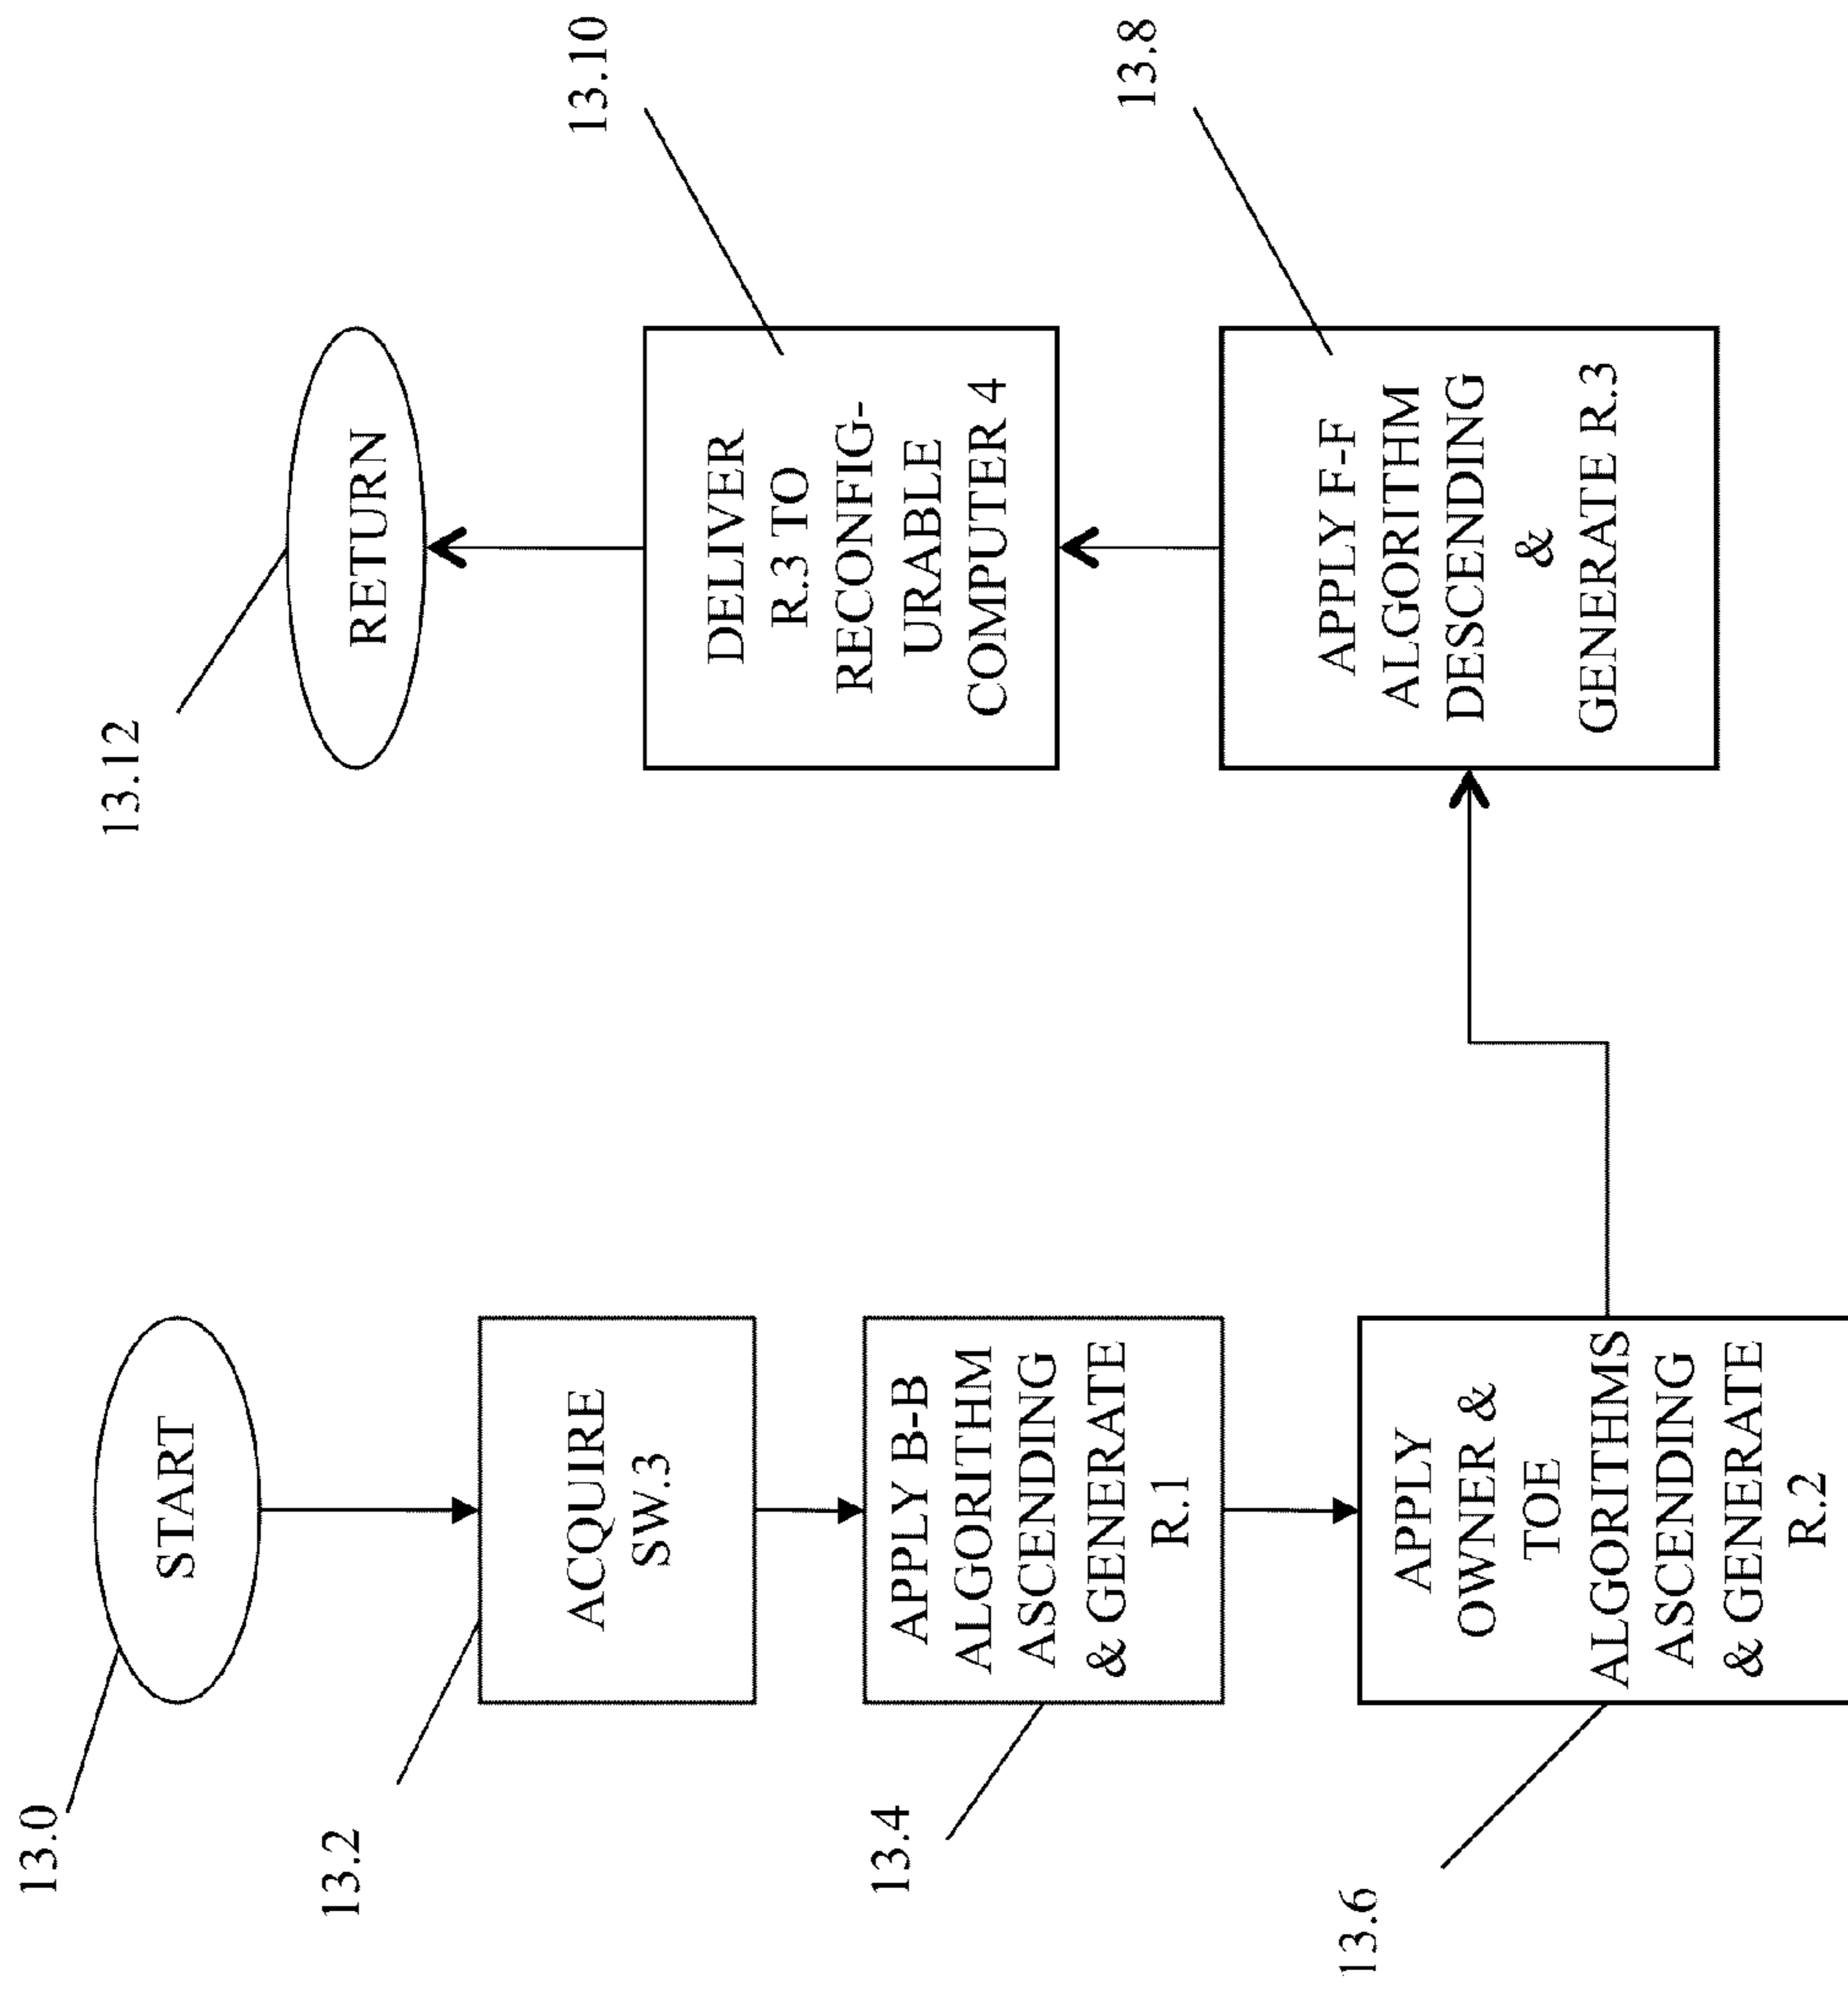 13.0
START
13.2
ACQUIRE
SW.3
13.4
APPLY B-B
ALGORITHM
ASCENDING
& GENERATE
R.1
13.6
APPLY
OWNER &
TOE
ALGORITHMS
ASCENDING
& GENERATE
R.2
13.8
APPLY F-F
ALGORITHM
DESCENDING
&
GENERATE R.3
13.10
DELIVER
R.3 TO
RECONFIG-
URABLE
COMPUTER 4
13.12
RETURN